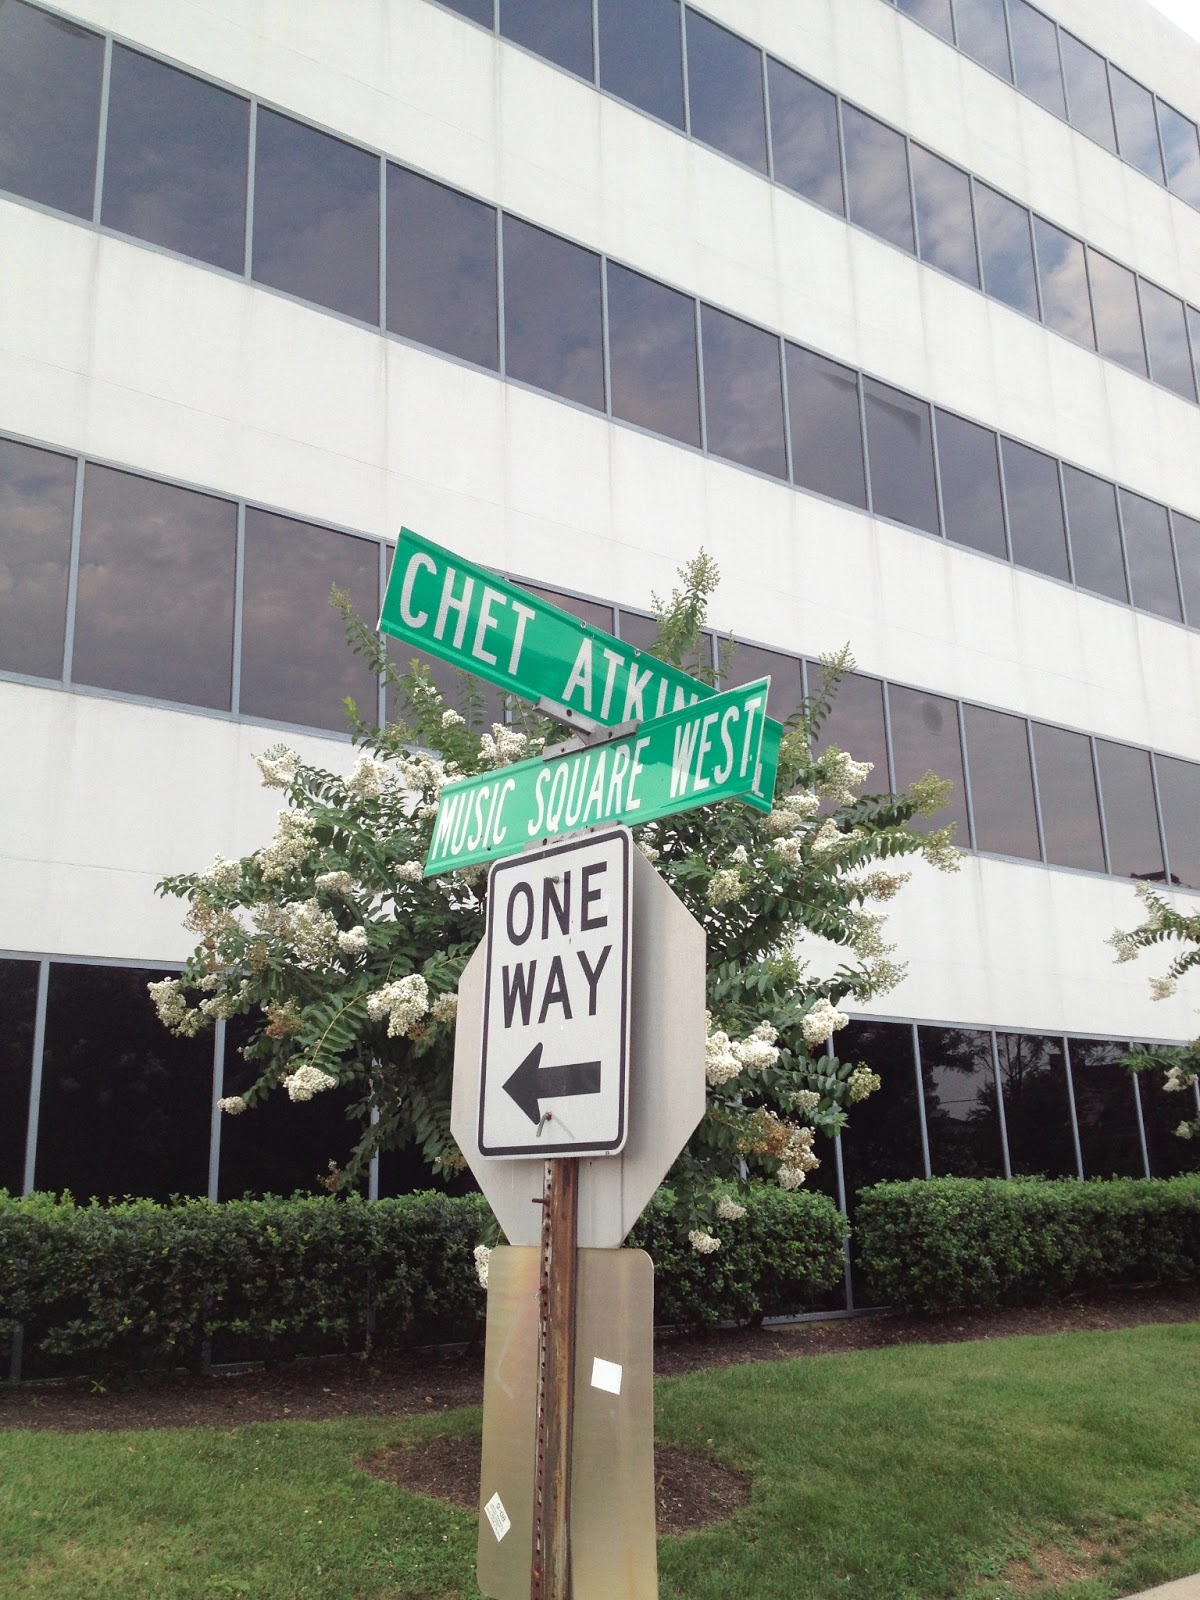 CHET ATKIN
MUSIC SQUARE WEST
ONE
WAY